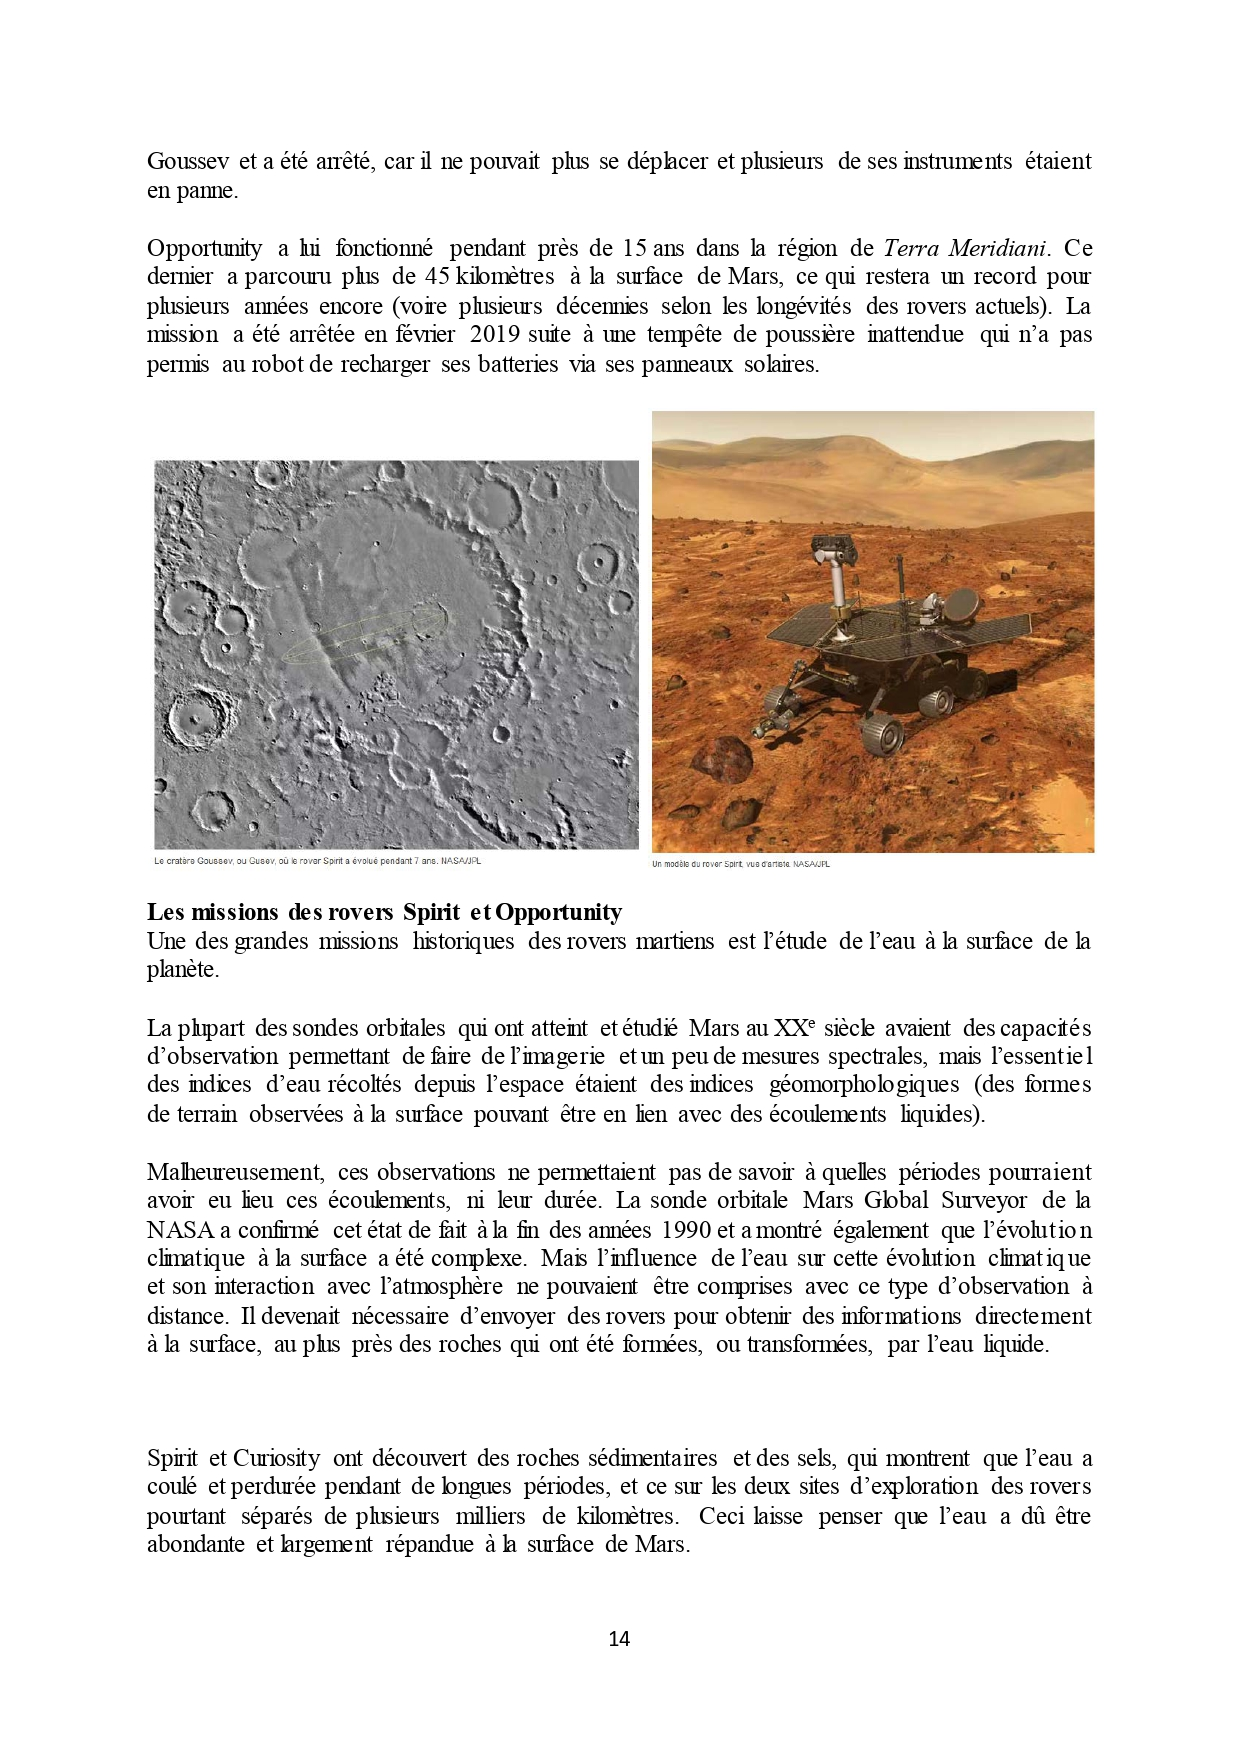 Goussev et a été arrêté, car il ne pouvait plus se déplacer et plusieurs de ses instruments étaient
en panne.
Opportunity a lui fonctionné pendant près de 15 ans dans la région de Terra Meridiani. Ce
dernier a parcouru plus de 45 kilomètres à la surface de Mars, ce qui restera un record pour
plusieurs années encore (voire plusieurs décennies selon les longévités des rovers actuels). La
mission a été arrêtée en février 2019 suite à une tempête de poussière inattendue qui n’a pas
permis au robot de recharger ses batteries via ses panneaux solaires.
Le cratère Goussev, ou Gusev, où le rover Spirit a évolué pendant 7 ans. NASA/JPL
Un modèle du rover Spirit, vue d'artiste. NASA/JPL
Les missions des rovers Spirit et Opportunity
Une des grandes missions historiques des rovers martiens est l’étude de l’eau à la surface de la
planète.
La plupart des sondes orbitales qui ont atteint et étudié Mars au XXe siècle avaient des capacités
d’observation permettant de faire de l’imagerie et un peu de mesures spectrales, mais l’essentiel
des indices d’eau récoltés depuis l’espace étaient des indices géomorphologiques (des formes
de terrain observées à la surface pouvant être en lien avec des écoulements liquides).
Malheureusement, ces observations ne permettaient pas de savoir à quelles périodes pourraient
avoir eu lieu ces écoulements, ni leur durée. La sonde orbitale Mars Global Surveyor de la
NASA a confirmé cet état de fait à la fin des années 1990 et a montré également que l’évolution
climatique à la surface a été complexe. Mais l’influence de l’eau sur cette évolution climatique
et son interaction avec l’atmosphère ne pouvaient être comprises avec ce type d’observation à
distance. Il devenait nécessaire d’envoyer des rovers pour obtenir des informations directement
à la surface, au plus près des roches qui ont été formées, ou transformées, par l’eau liquide.
Spirit et Curiosity ont découvert des roches sédimentaires et des sels, qui montrent que l’eau a
coulé et perdurée pendant de longues périodes, et ce sur les deux sites d’exploration des rovers
pourtant séparés de plusieurs milliers de kilomètres. Ceci laisse penser que l’eau a dû être
abondante et largement répandue à la surface de Mars.
14